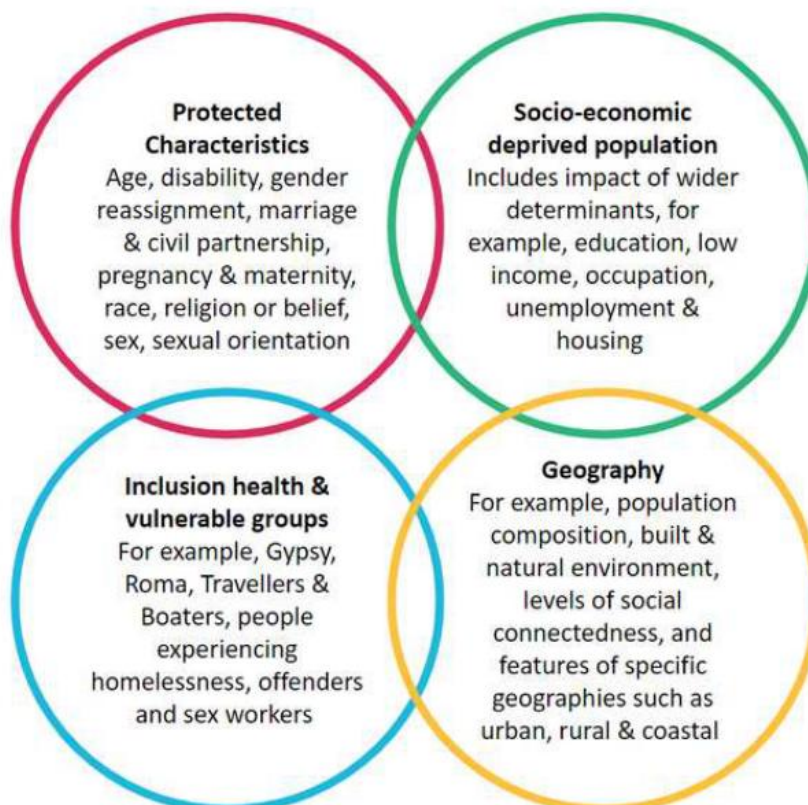 Protected
Characteristics
Age, disability, gender
reassignment, marriage
& civil partnership,
pregnancy & maternity,
race, religion or belief,
sex, sexual orientation
Socio-economic
deprived population
Includes impact of wider
determinants, for
example, education, low
income, occupation,
unemployment &
housing
Inclusion health &
vulnerable groups
For example, Gypsy,
Roma, Travellers &
Boaters, people
experiencing
homelessness, offenders
and sex workers
Geography
For example, population
composition, built &
natural environment,
levels of social
connectedness, and
features of specific
geographies such as
urban, rural & coastal